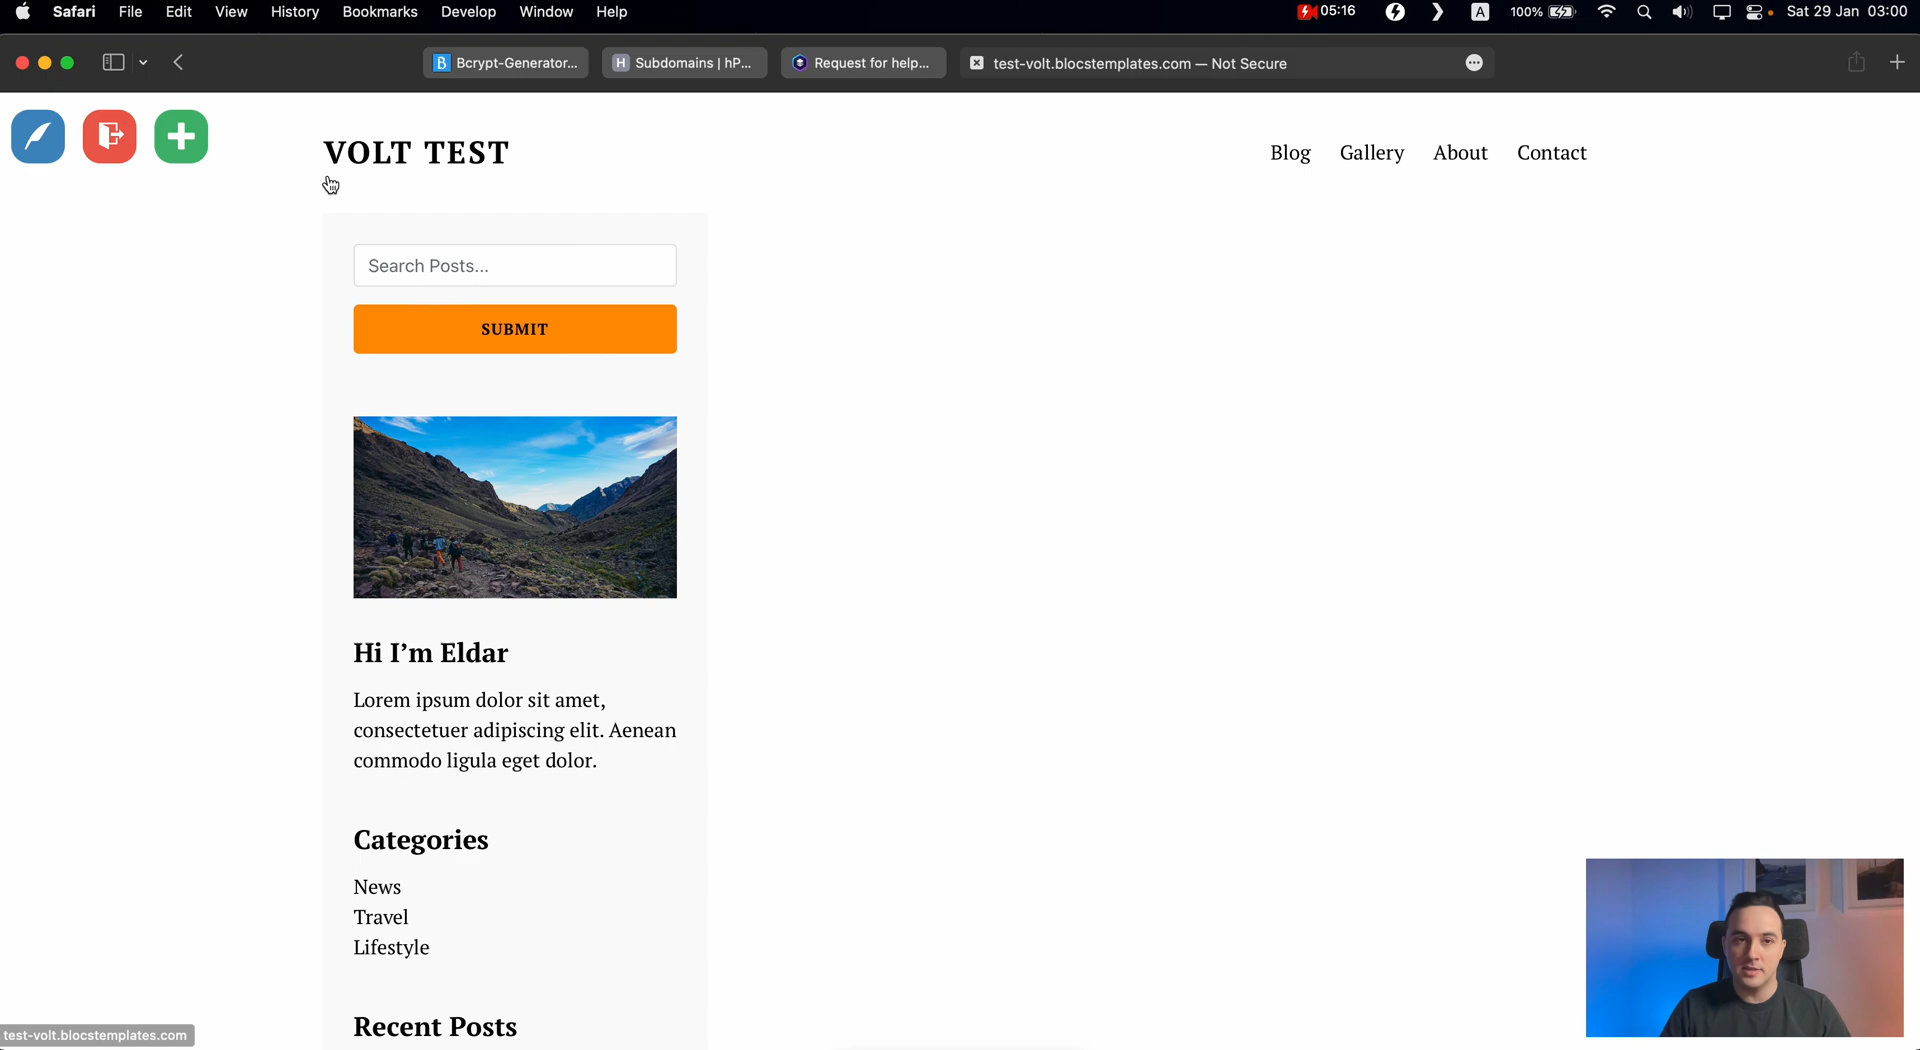 Safari File Edit View History Bookmarks Develop Window Help 05:16 A 100% Sat 29 Jan 03:00
B Bcrypt-Generator... H Subdomains | hP... Request for help... test-volt.blocstemplates.com — Not Secure
VOLT TEST Blog Gallery About Contact
Search Posts...
SUBMIT
Hi I’m Eldar
Lorem ipsum dolor sit amet,
consectetuer adipiscing elit. Aenean
commodo ligula eget dolor.
Categories
News
Travel
Lifestyle
Recent Posts
test-volt.blocstemplates.com